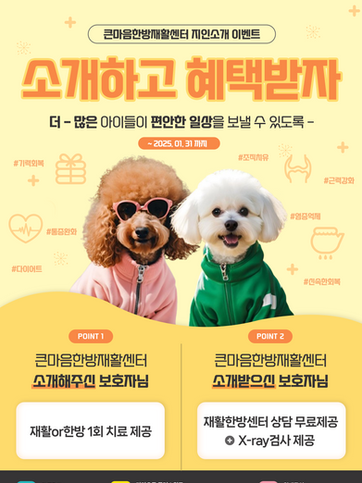 큰마음한방재활센터 지인소개 이벤트
소개하고 혜택받자
더 - 많은 아이들이 편안한 일상을 보낼 수 있도록 -
~ 2025. 01. 31 까지
#기력회복
#조직치유
#근력강화
#염증억제
#통증완화
#다이어트
#신속한회복
POINT 1
큰마음한방재활센터
소개해주신 보호자님
재활or한방 1회 치료 제공
POINT 2
큰마음한방재활센터
소개받으신 보호자님
재활한방센터 상담 무료제공
+ X-ray검사 제공